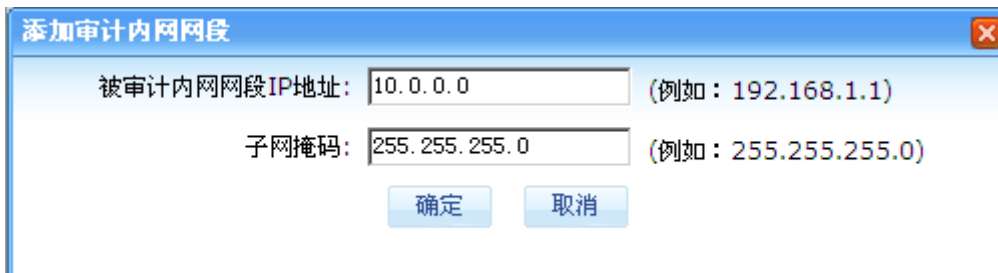 添加审计内网网段
被审计内网网段IP地址: 10.0.0.0 (例如：192.168.1.1)
子网掩码: 255.255.255.0 (例如：255.255.255.0)
确定 取消